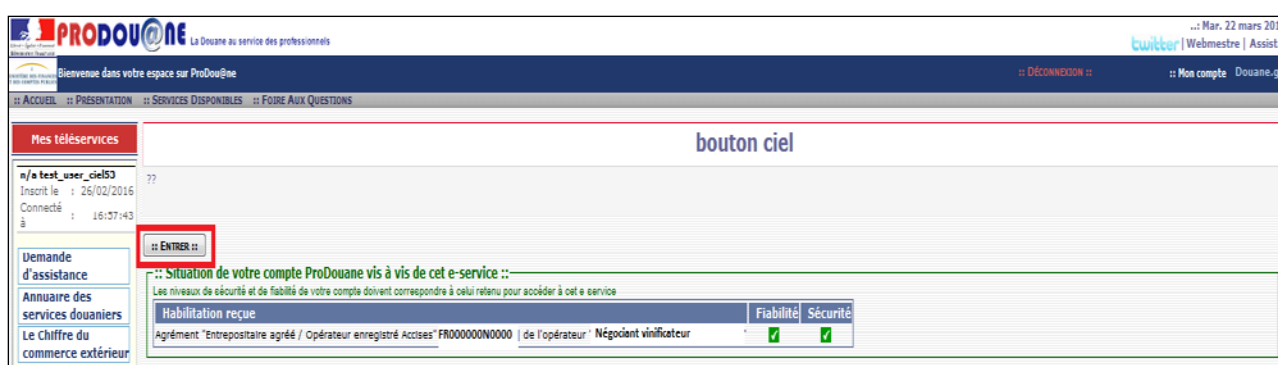 PRODOU@NE La Douane au service des professionnels
..: Mar. 22 mars 201
twitter | Webmestre | Assist
Bienvenue dans votre espace sur ProDou@ne
:: DÉCONNEXION ::
:: Mon compte Douane.g
:: ACCUEIL :: PRÉSENTATION :: SERVICES DISPONIBLES :: FOIRE AUX QUESTIONS
Mes téléservices
bouton ciel
n/a test_user_ciel53
Inscrit le : 26/02/2016
Connecté à : 16:57:43
??
:: ENTRER ::
Demande
d'assistance
Annuaire des
services douaniers
Le Chiffre du
commerce extérieur
:: Situation de votre compte ProDouane vis à vis de cet e-service ::
Les niveaux de sécurité et de fiabilité de votre compte doivent correspondre à celui retenu pour accéder à cet e service
Habilitation reçue Fiabilité Sécurité
Agrément "Entrepositaire agréé / Opérateur enregistré Accises" FR000000N0000 | de l'opérateur ' Négociant vinificateur '